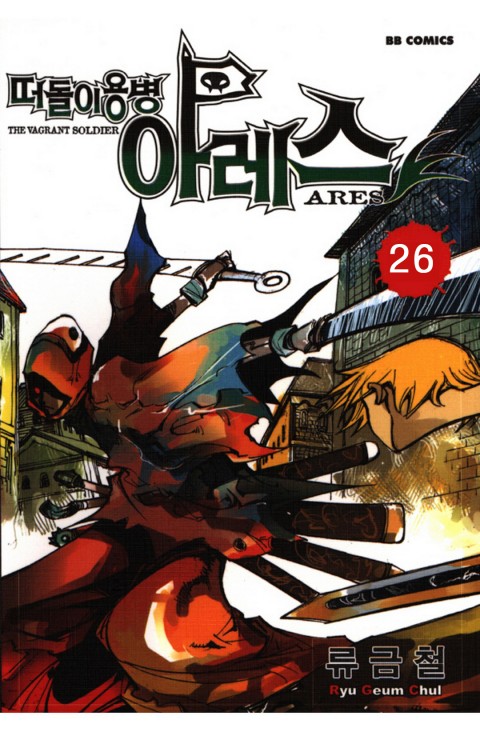 BB COMICS
떠돌이용병
THE VAGRANT SOLDIER
아레스
ARES
26
류금철
Ryu Geum Chul